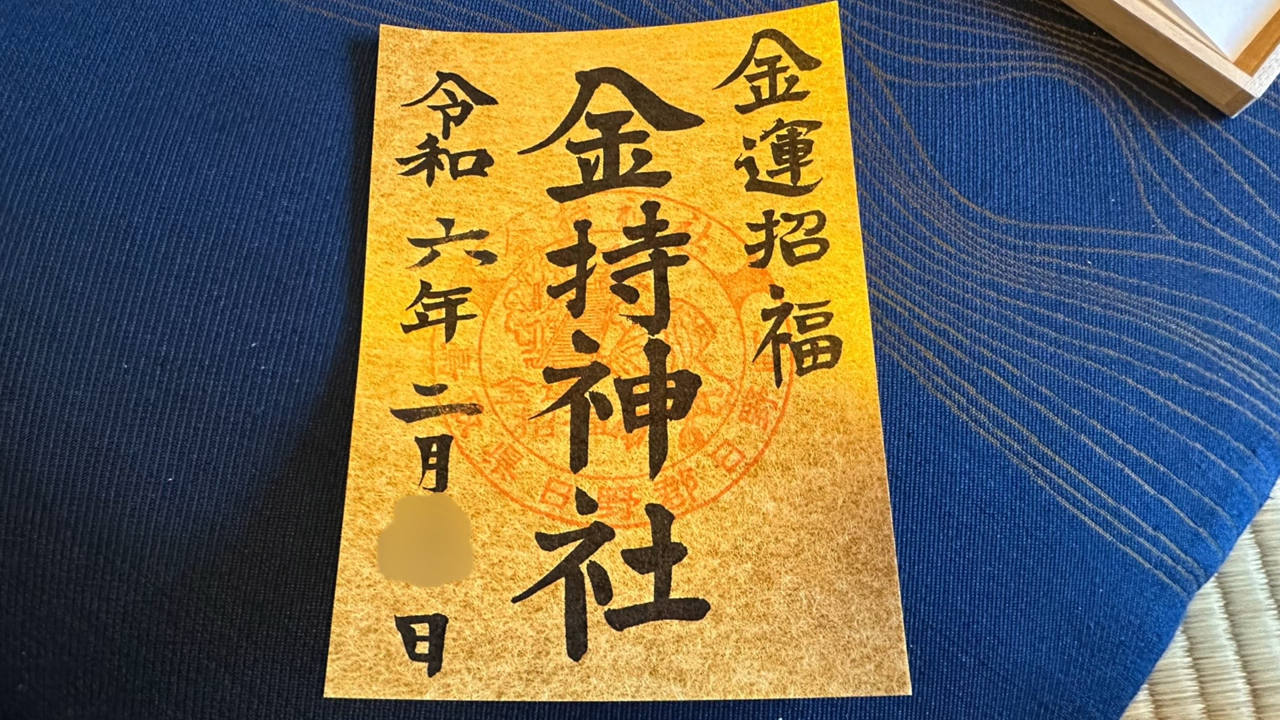 金運招福
金持神社
令和六年二月 日